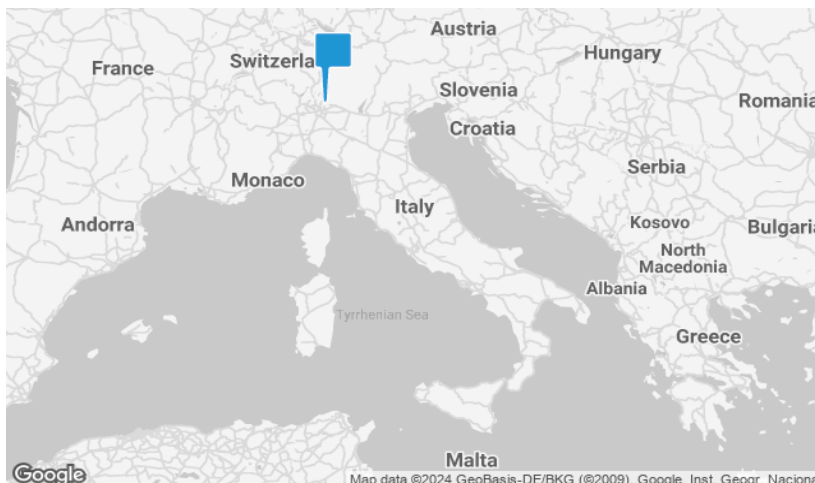 Austria
Hungary
Switzerla
France
Slovenia
Romania
Croatia
Serbia
Monaco
Italy
Andorra
Kosovo
Bulgaria
North
Macedonia
Albania
Tyrrhenian Sea
Greece
Malta
Google
Map data ©2024 GeoBasis-DE/BKG (©2009), Google, Inst. Geogr. Naciona